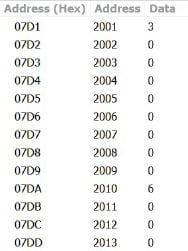 Address (Hex) Address Data
07D1 2001 3
07D2 2002 0
07D3 2003 0
07D4 2004 0
07D5 2005 0
07D6 2006 0
07D7 2007 0
07D8 2008 0
07D9 2009 0
07DA 2010 6
07DB 2011 0
07DC 2012 0
07DD 2013 0